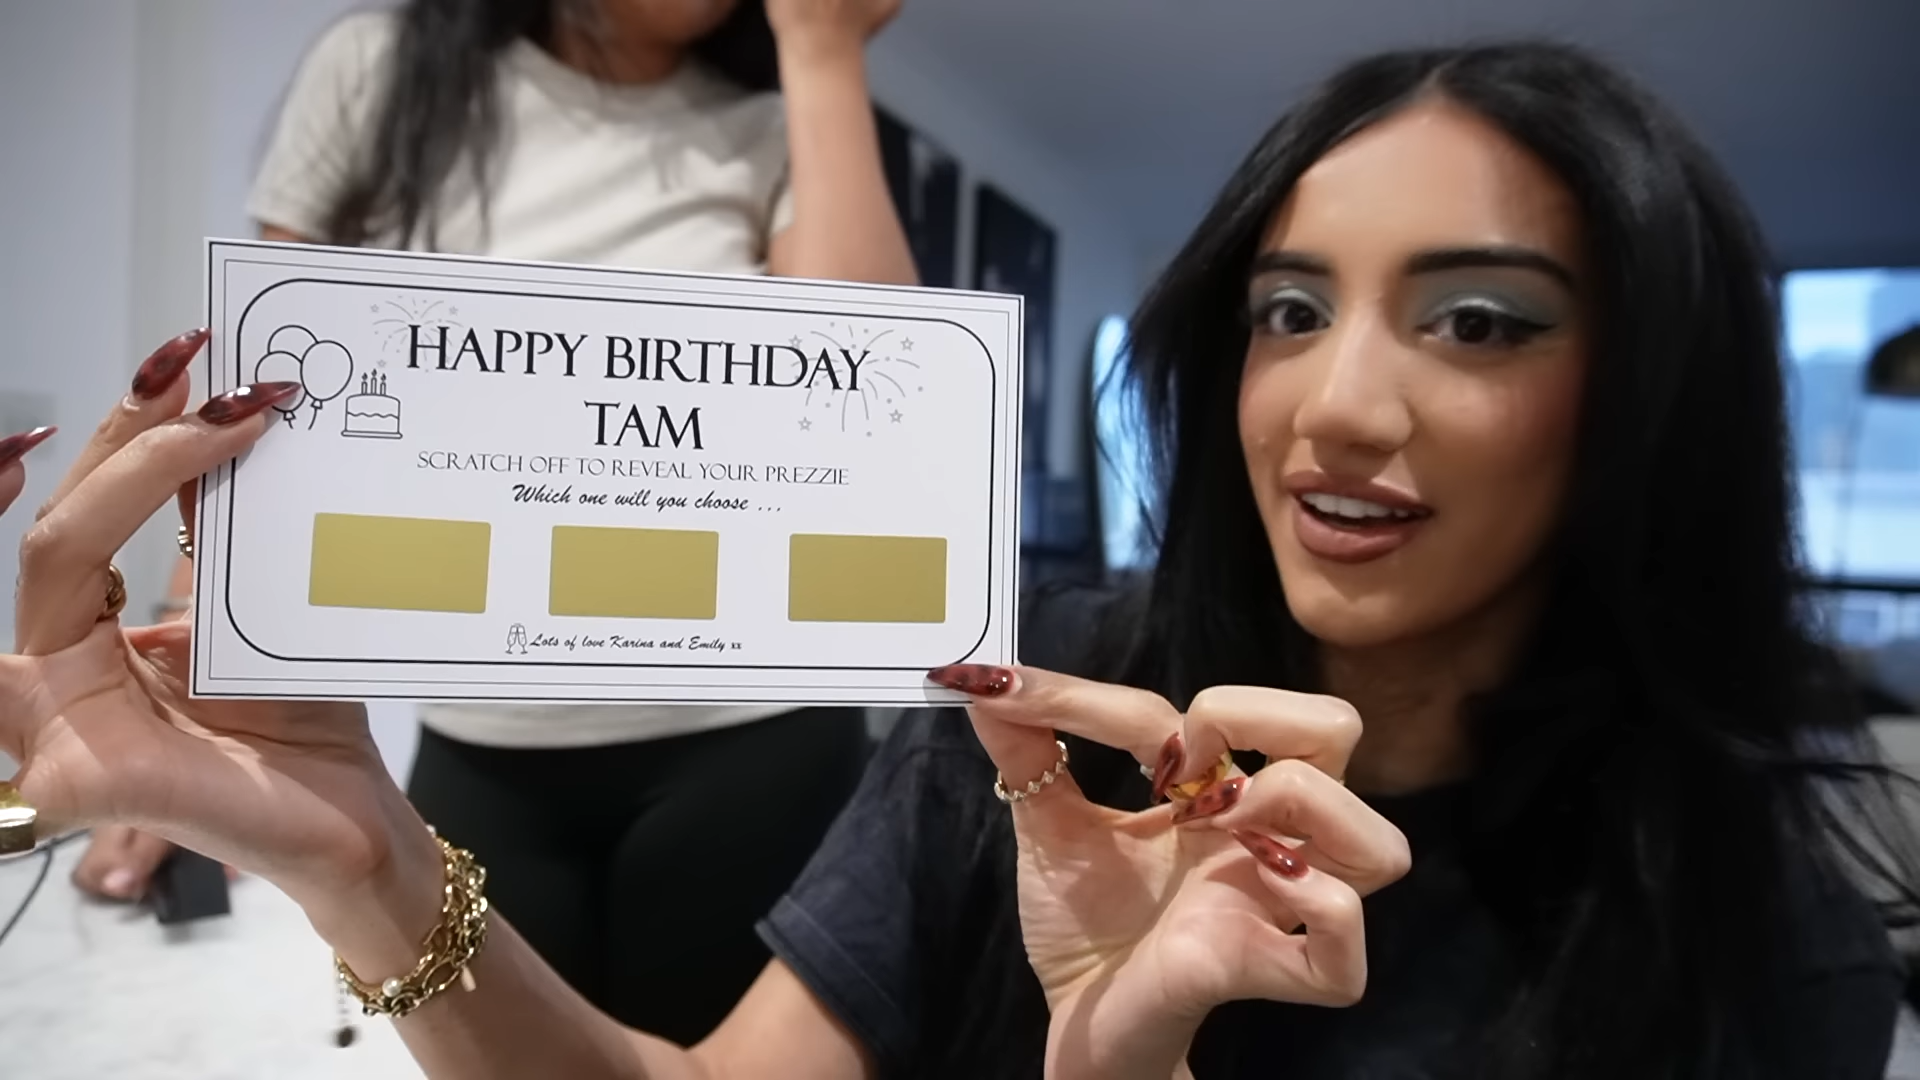 HAPPY BIRTHDAY
TAM
SCRATCH OFF TO REVEAL YOUR PREZZIE
Which one will you choose ...
Lots of love Karina and Emily xx